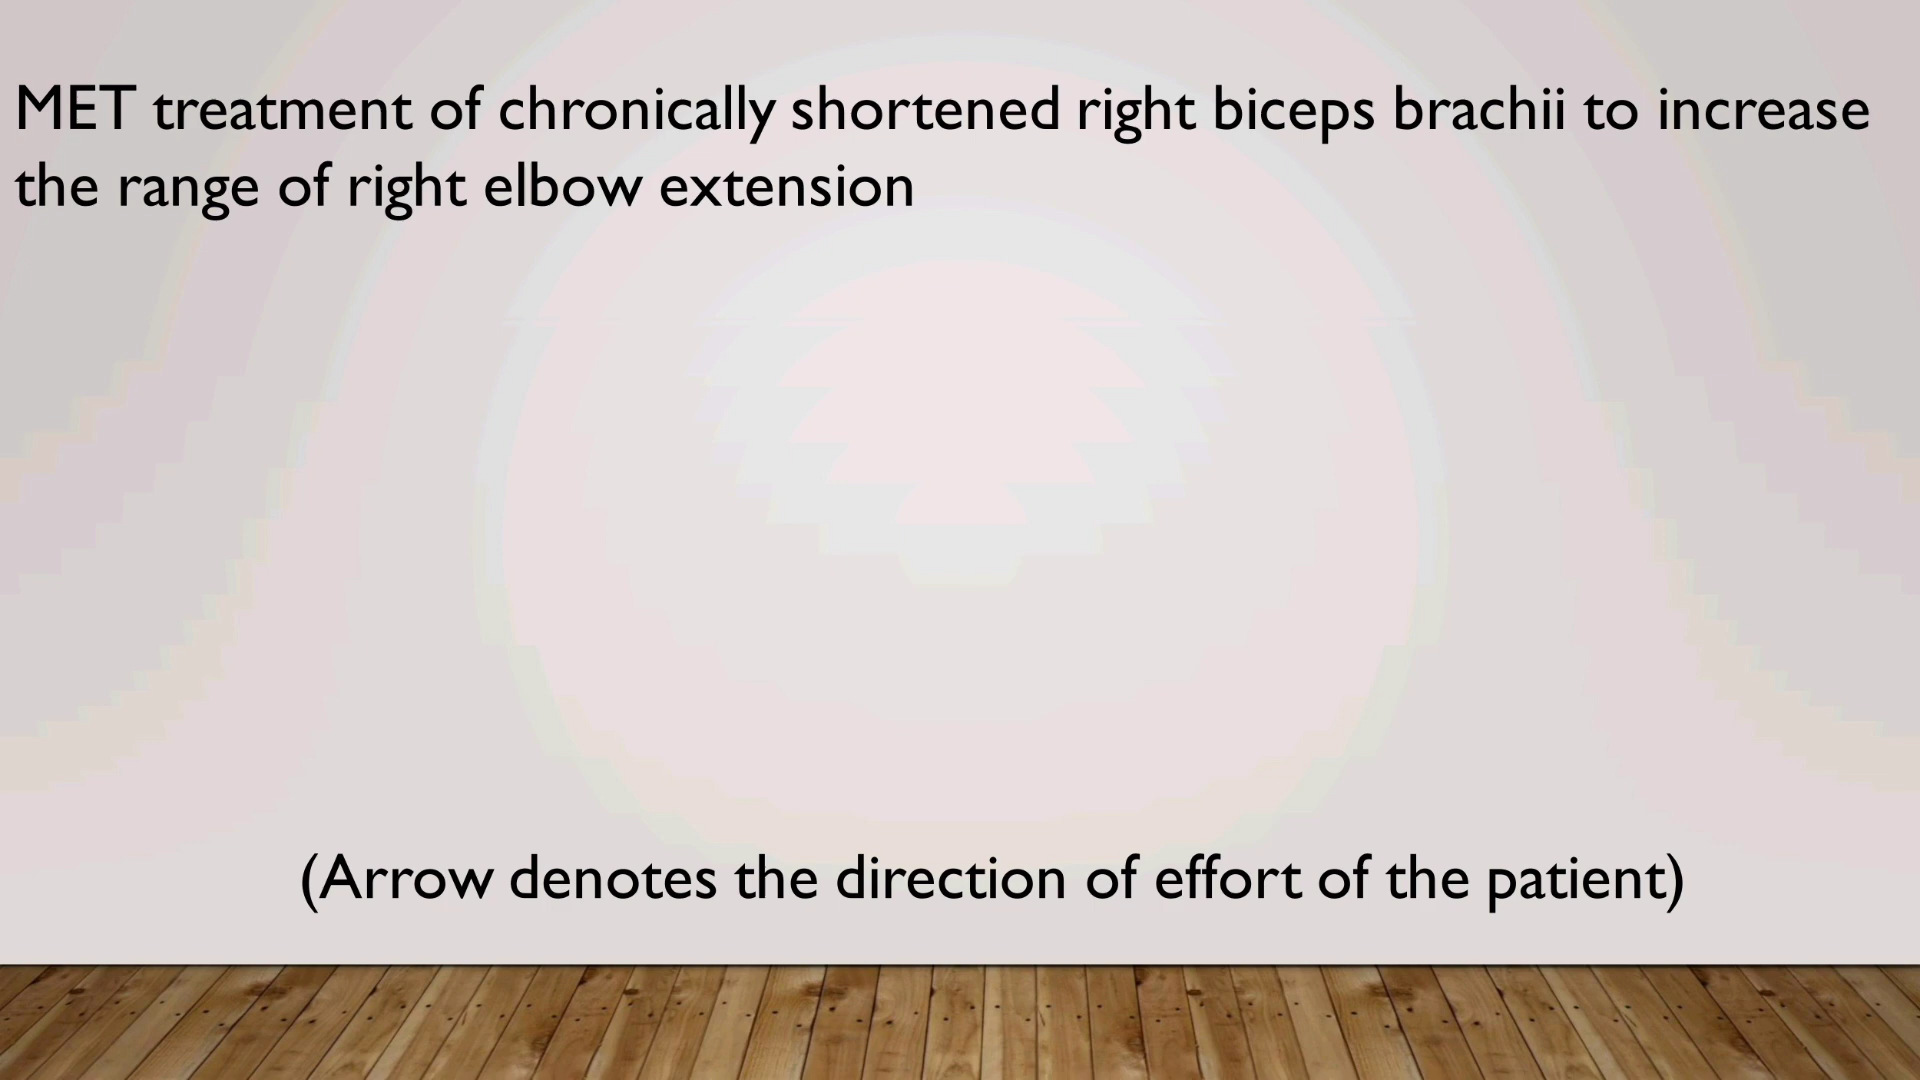 MET treatment of chronically shortened right biceps brachii to increase
the range of right elbow extension
(Arrow denotes the direction of effort of the patient)